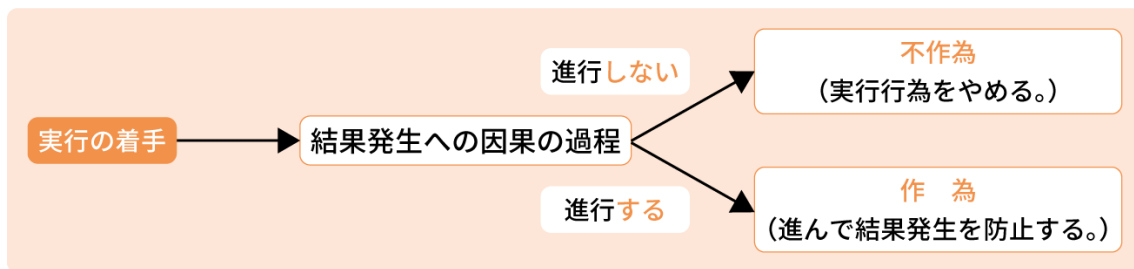 実行の着手
結果発生への因果の過程
進行しない
不作為
（実行行為をやめる。）
進行する
作　為
（進んで結果発生を防止する。）